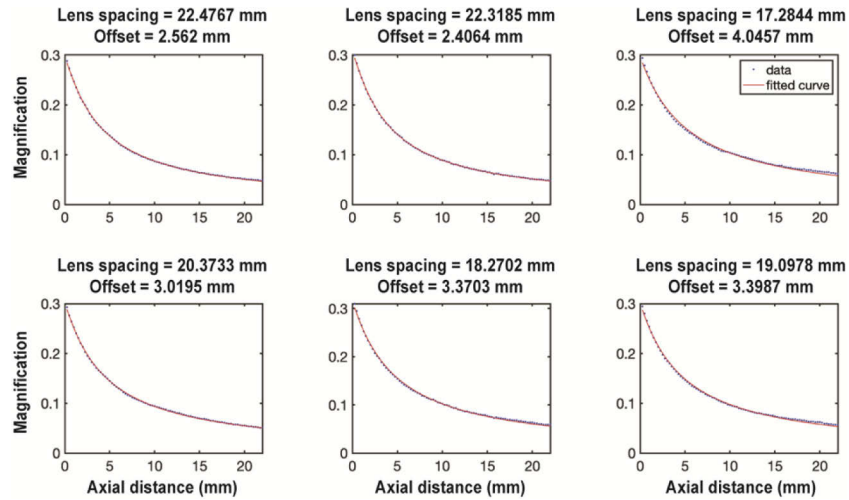 Lens spacing = 22.4767 mm
Offset = 2.562 mm
Lens spacing = 22.3185 mm
Offset = 2.4064 mm
Lens spacing = 17.2844 mm
Offset = 4.0457 mm
Magnification
0.3
0.2
0.1
0
0 5 10 15 20
0.3
0.2
0.1
0
0 5 10 15 20
0.3
0.2
0.1
0
0 5 10 15 20
data
fitted curve
Lens spacing = 20.3733 mm
Offset = 3.0195 mm
Lens spacing = 18.2702 mm
Offset = 3.3703 mm
Lens spacing = 19.0978 mm
Offset = 3.3987 mm
Magnification
0.3
0.2
0.1
0
0 5 10 15 20
Axial distance (mm)
0.3
0.2
0.1
0
0 5 10 15 20
Axial distance (mm)
0.3
0.2
0.1
0
0 5 10 15 20
Axial distance (mm)